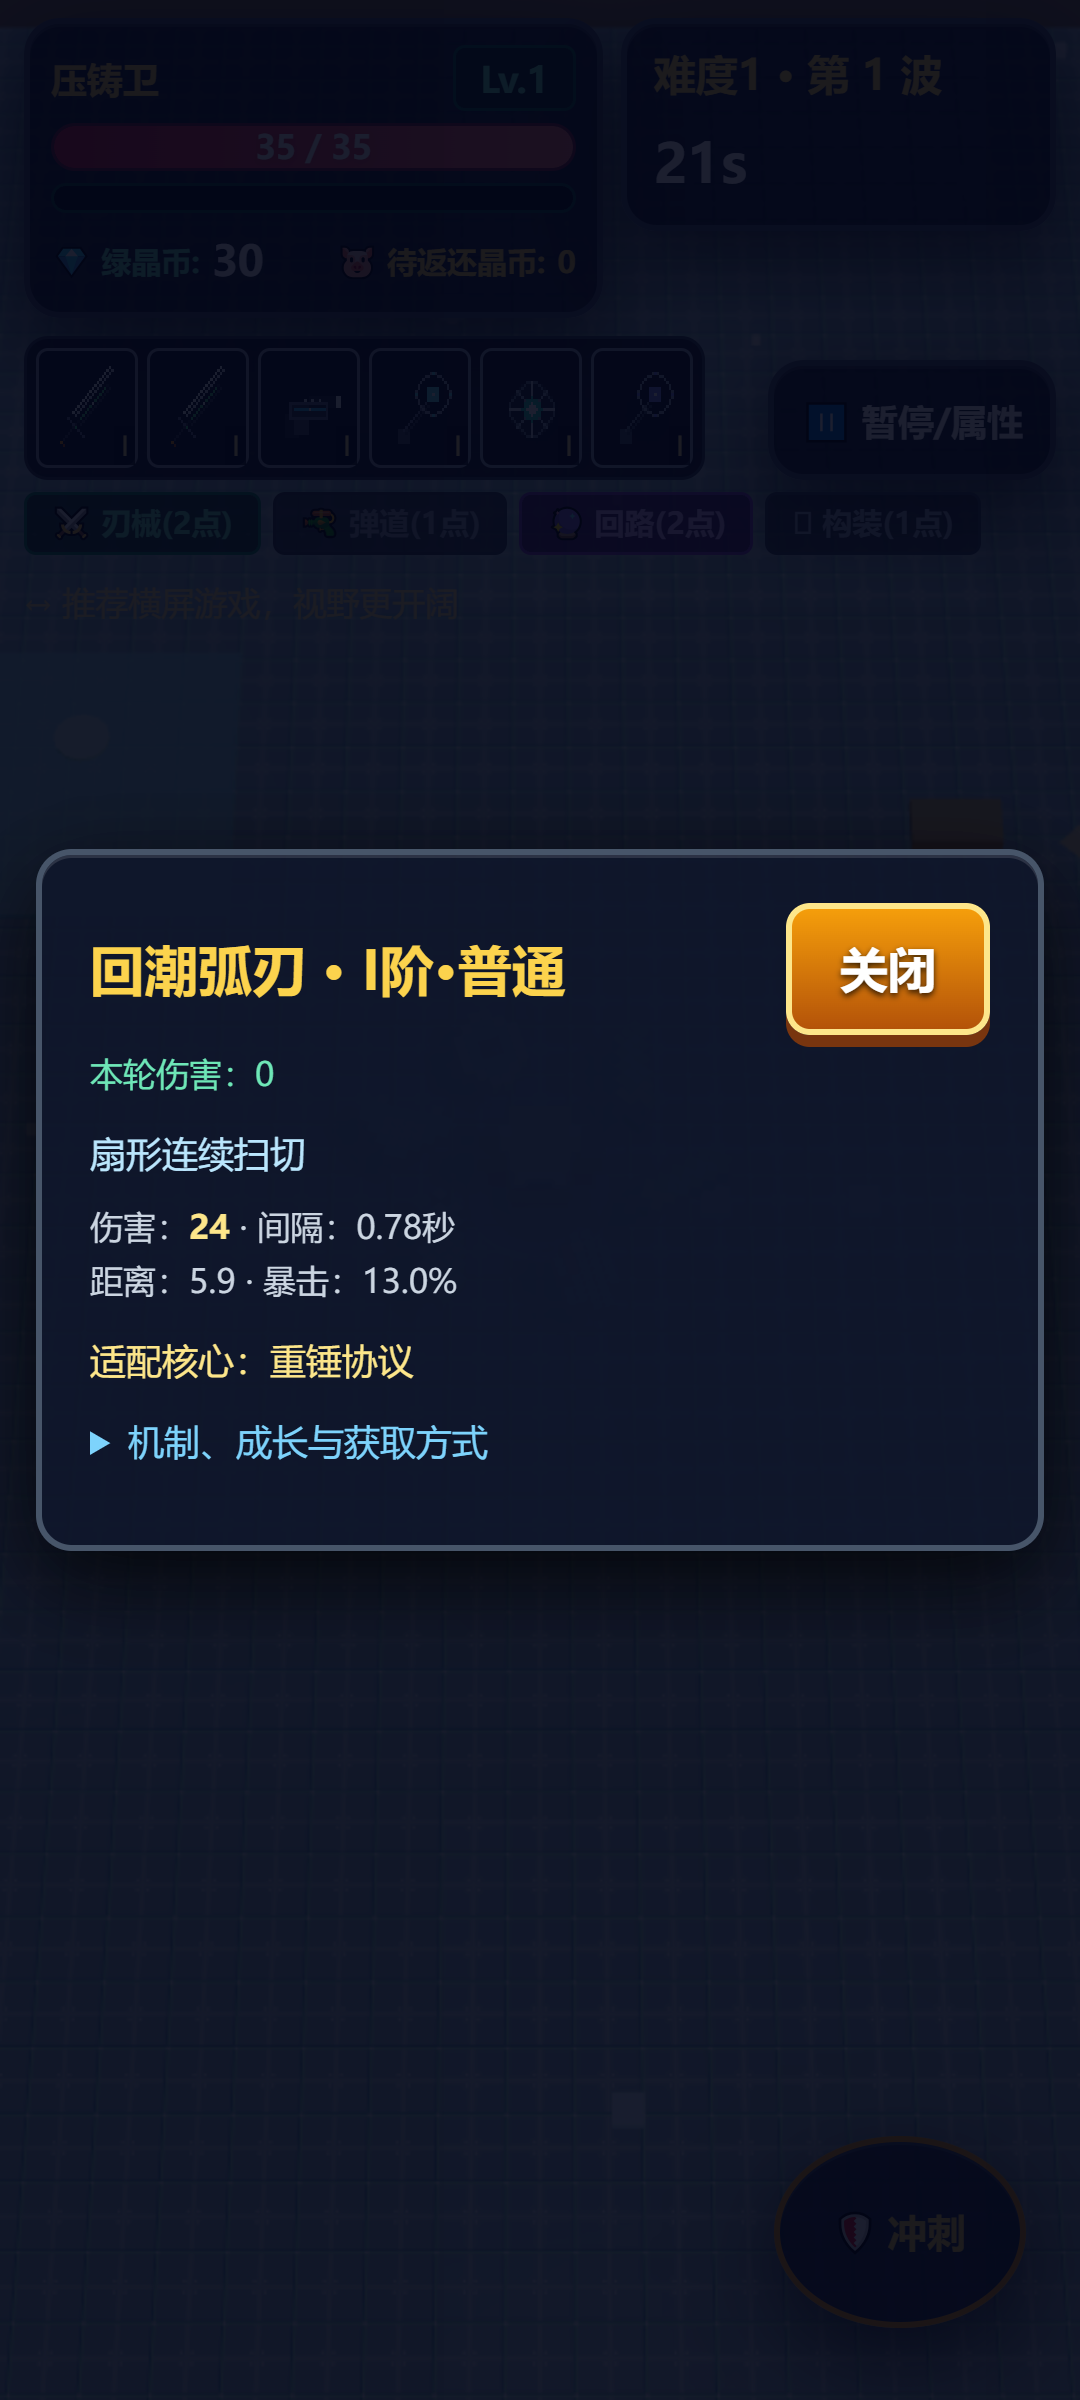 压铸卫
Lv.1
35 / 35
绿晶币: 30
待返还晶币: 0
难度1 · 第 1 波
21s
I
I
I
I
I
I
暂停/属性
刃械(2点)
弹道(1点)
回路(2点)
构装(1点)
↔ 推荐横屏游戏，视野更开阔
回潮弧刃 · I阶·普通
关闭
本轮伤害：0
扇形连续扫切
伤害：24 · 间隔：0.78秒
距离：5.9 · 暴击：13.0%
适配核心：重锤协议
▶ 机制、成长与获取方式
冲刺